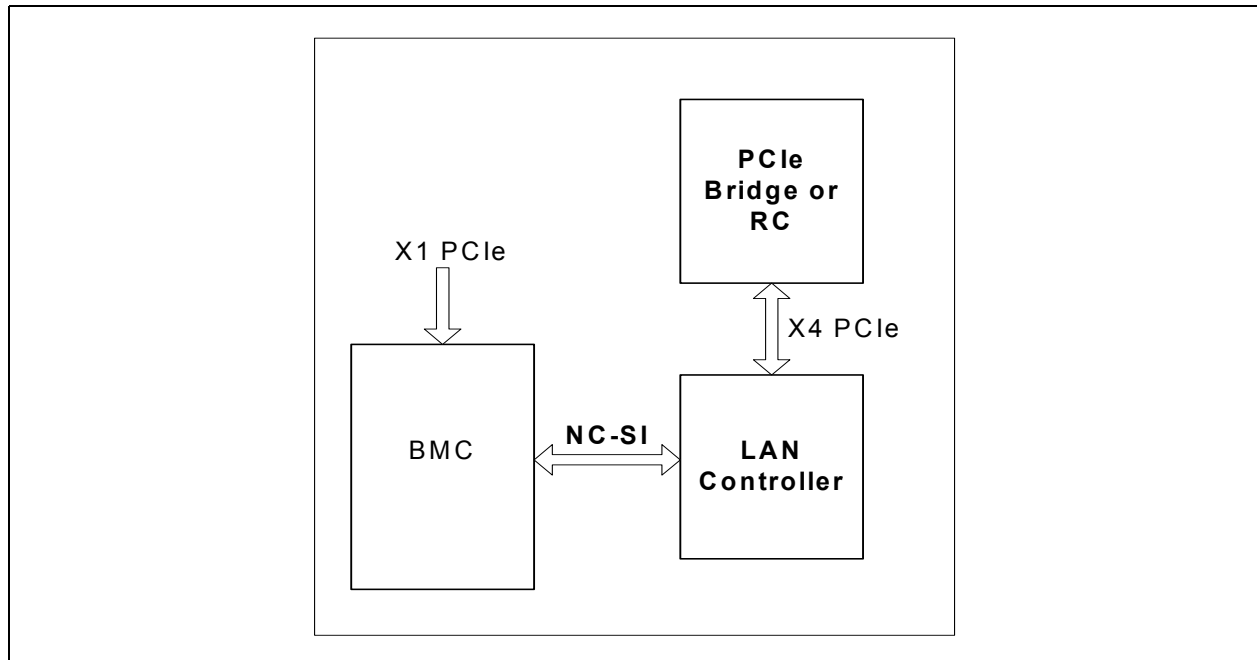 PCIe
Bridge or
RC
X1 PCIe
X4 PCIe
BMC
NC-SI
LAN
Controller